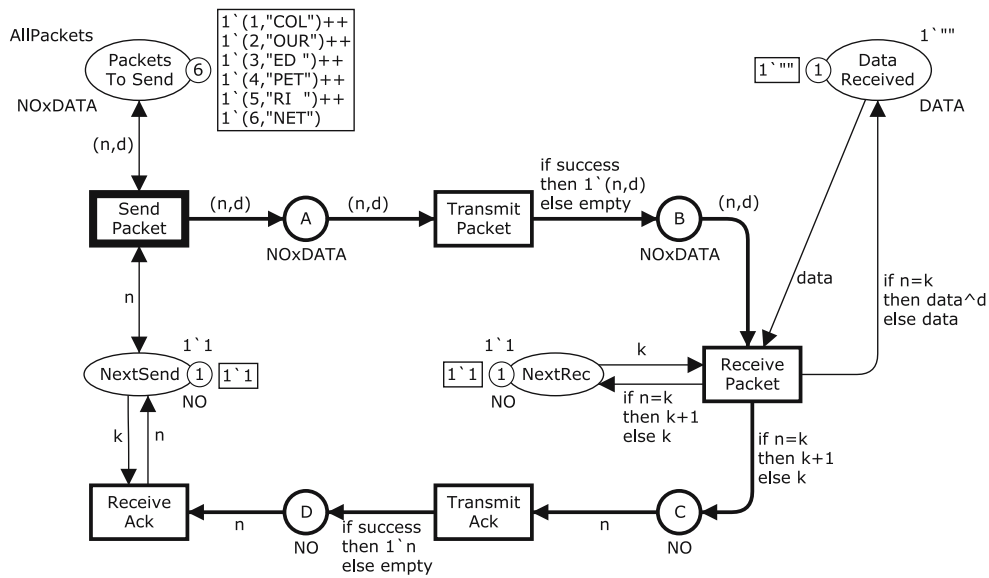 AllPackets
Packets
To Send
6
1`(1,"COL")++
1`(2,"OUR")++
1`(3,"ED ")++
1`(4,"PET")++
1`(5,"RI  ")++
1`(6,"NET")
NOxDATA
(n,d)
1`""
1`""
1
Data
Received
DATA
Send
Packet
(n,d)
A
NOxDATA
(n,d)
Transmit
Packet
if success
then 1`(n,d)
else empty
B
NOxDATA
(n,d)
data
if n=k
then data^d
else data
n
1`1
NextSend
1
1`1
NO
1`1
1`1
1
NextRec
NO
k
if n=k
then k+1
else k
Receive
Packet
if n=k
then k+1
else k
k
n
Receive
Ack
n
D
NO
if success
then 1`n
else empty
Transmit
Ack
n
C
NO